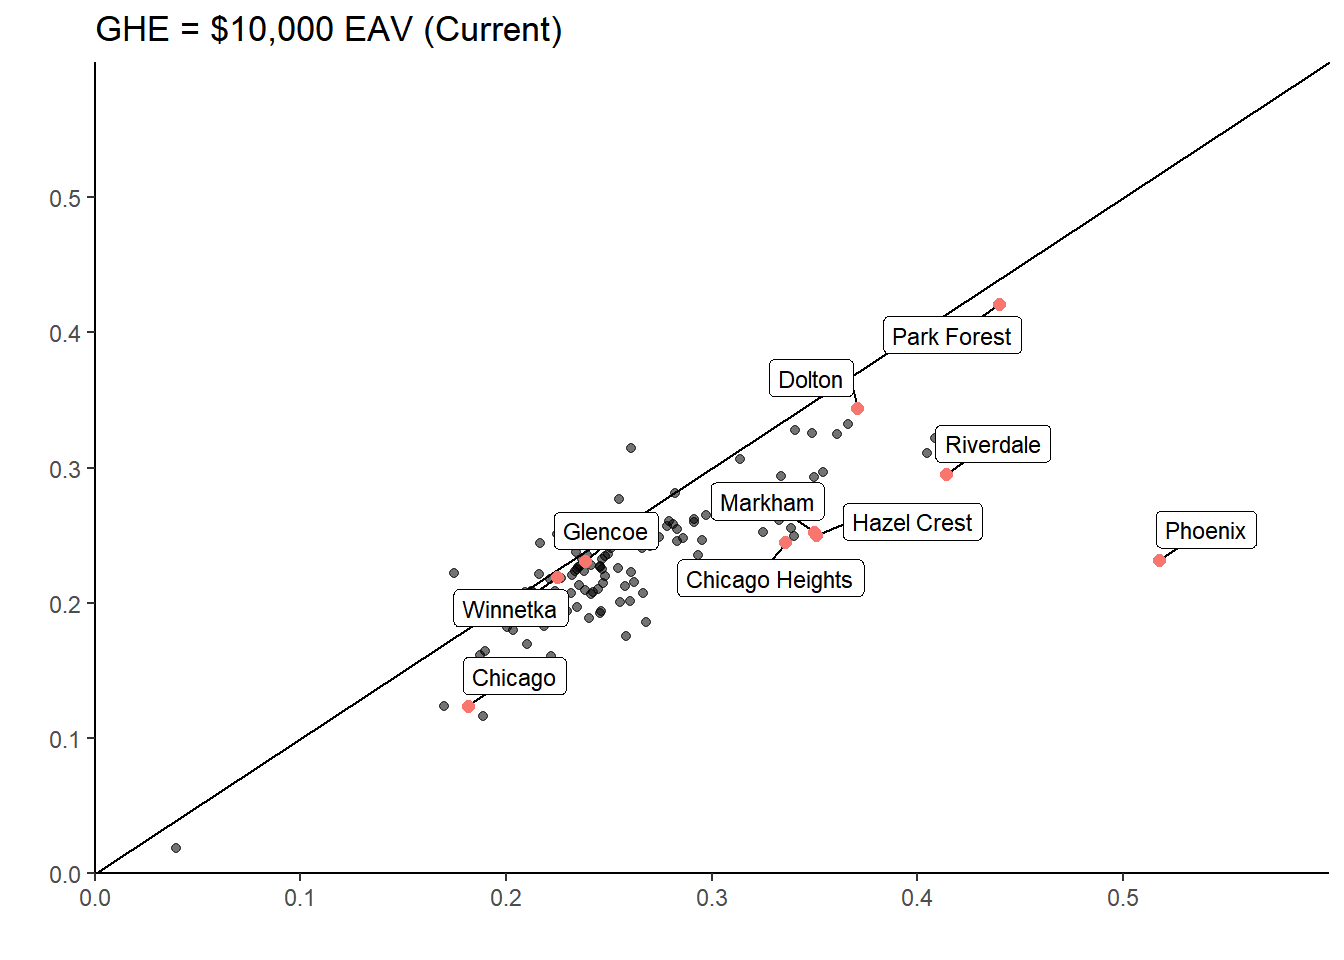 GHE = $10,000 EAV (Current)
0.5
0.4
Park Forest
Dolton
Riverdale
0.3
Markham
Hazel Crest
Phoenix
Glencoe
Chicago Heights
0.2
Winnetka
Chicago
0.1
0.0
0.0 0.1 0.2 0.3 0.4 0.5